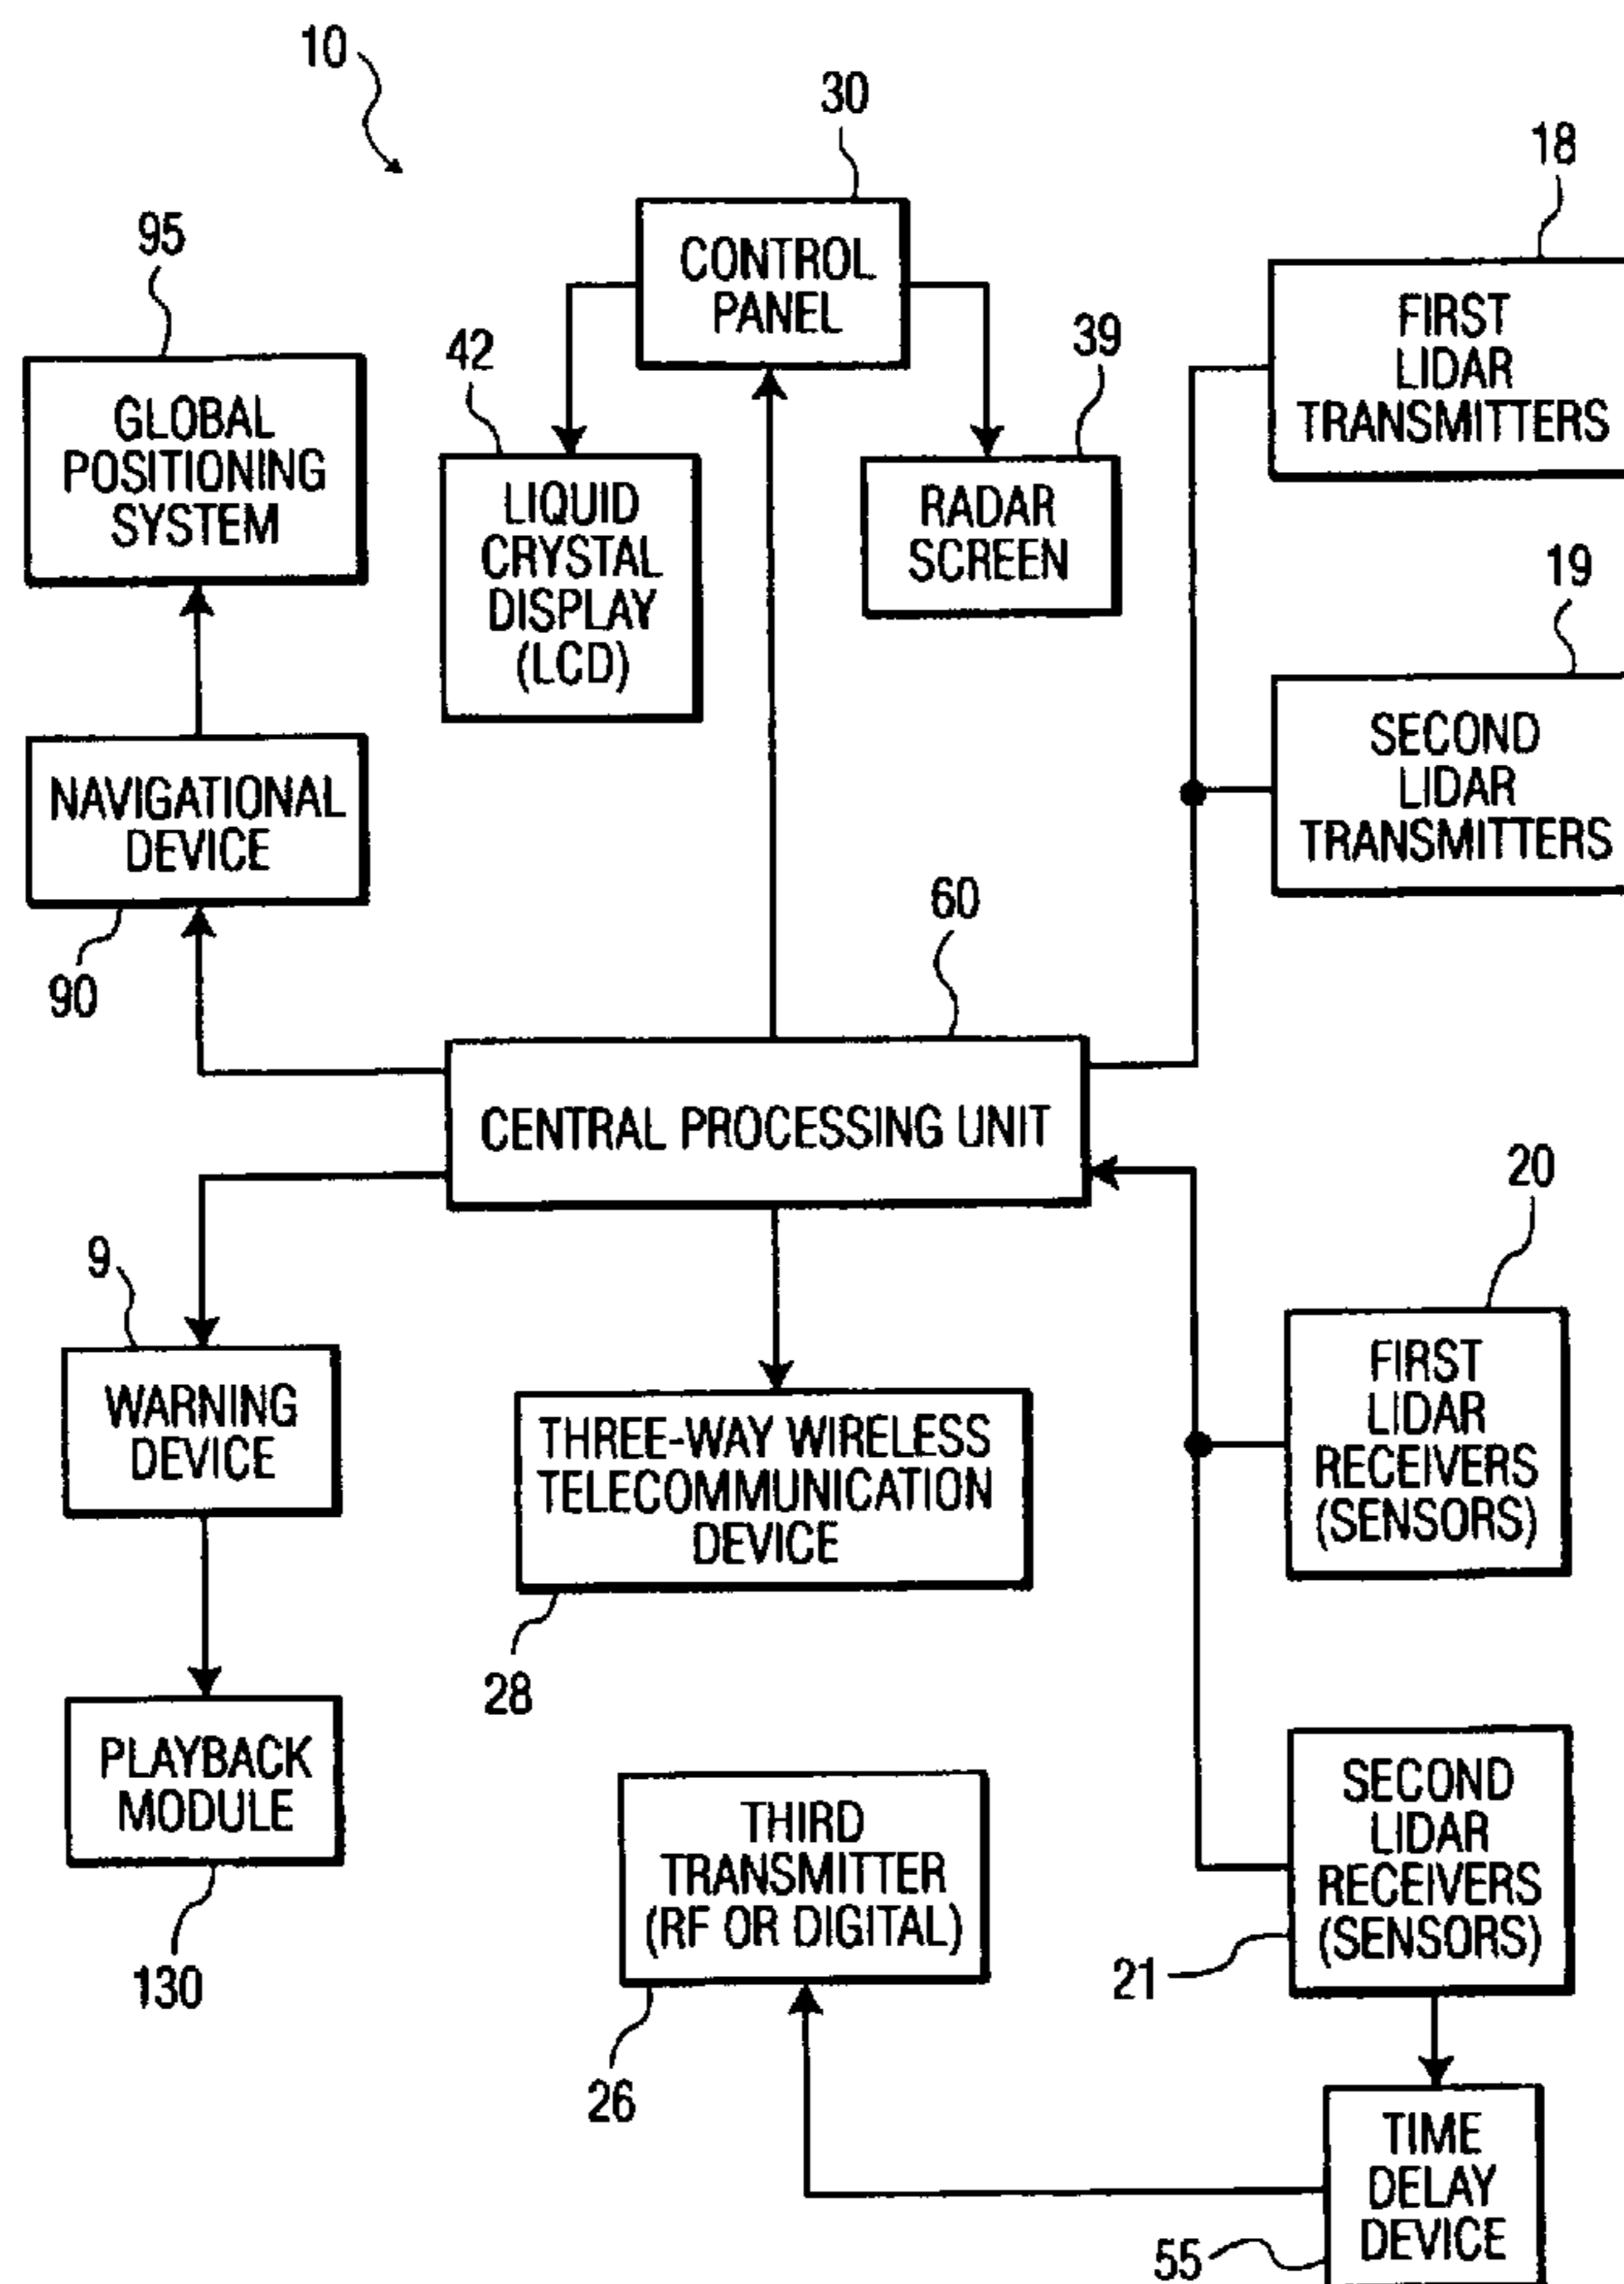 10
30
CONTROL
PANEL
18
FIRST
LIDAR
TRANSMITTERS
95
GLOBAL
POSITIONING
SYSTEM
42
LIQUID
CRYSTAL
DISPLAY
(LCD)
39
RADAR
SCREEN
19
SECOND
LIDAR
TRANSMITTERS
NAVIGATIONAL
DEVICE
90
60
CENTRAL PROCESSING UNIT
20
FIRST
LIDAR
RECEIVERS
(SENSORS)
9
WARNING
DEVICE
THREE-WAY WIRELESS
TELECOMMUNICATION
DEVICE
28
PLAYBACK
MODULE
130
THIRD
TRANSMITTER
(RF OR DIGITAL)
26
SECOND
LIDAR
RECEIVERS
(SENSORS)
21
TIME
DELAY
DEVICE
55